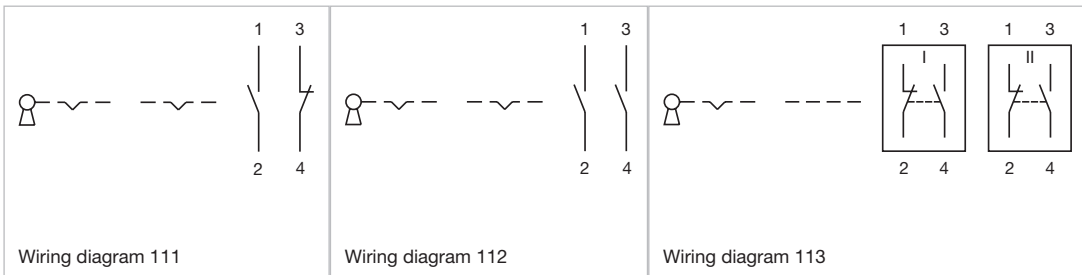 1 3
2 4
Wiring diagram 111
1 3
2 4
Wiring diagram 112
1 3 1 3
I II
2 4 2 4
Wiring diagram 113